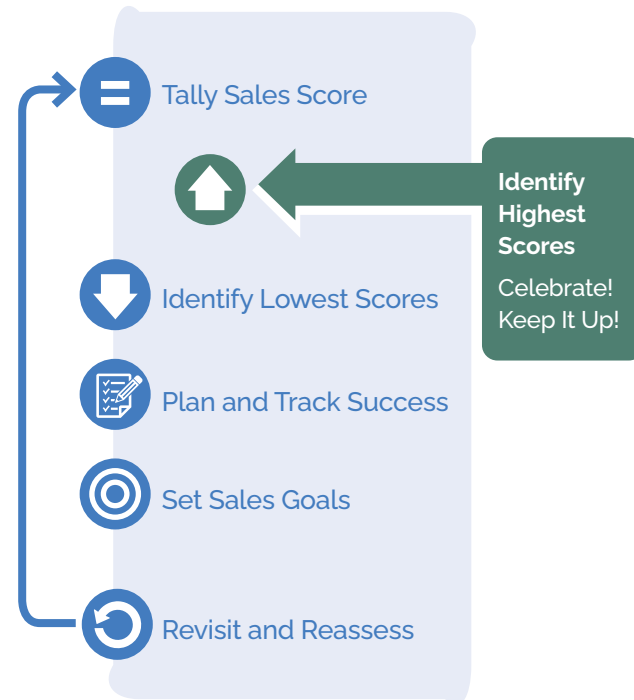 Tally Sales Score
Identify
Highest
Scores
Celebrate!
Keep It Up!
Identify Lowest Scores
Plan and Track Success
Set Sales Goals
Revisit and Reassess